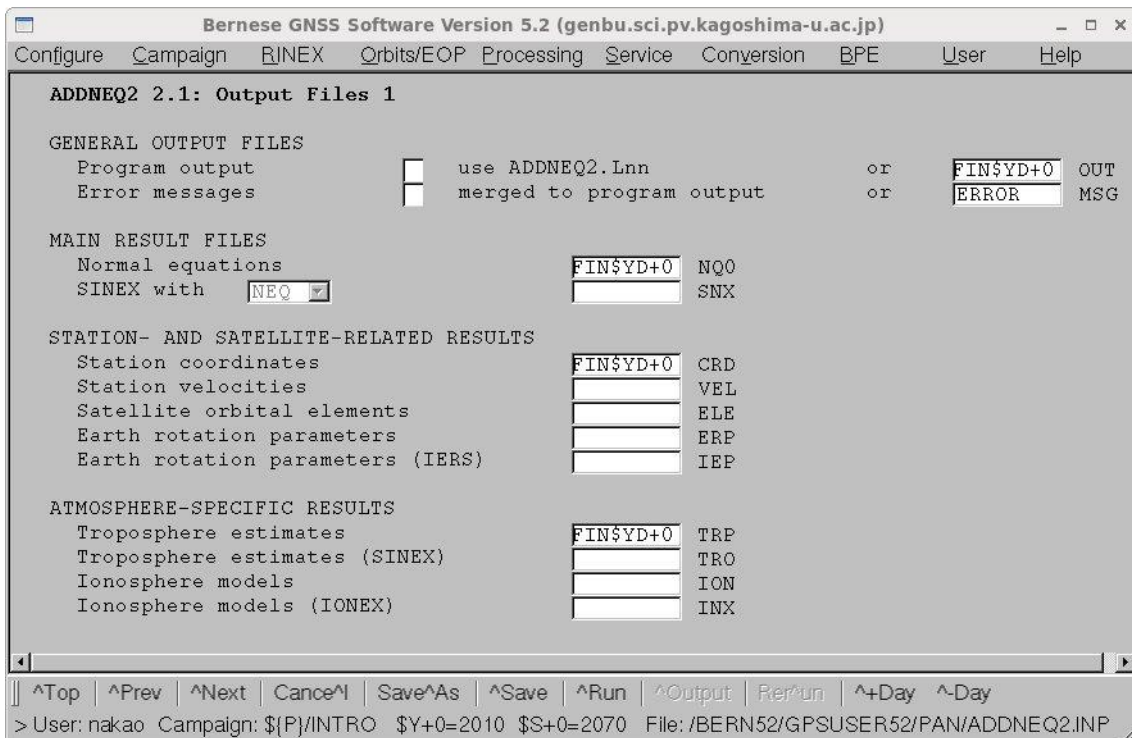 Bernese GNSS Software Version 5.2 (genbu.sci.pv.kagoshima-u.ac.jp)
Configure Campaign RINEX Orbits/EOP Processing Service Conversion BPE User Help
ADDNEQ2 2.1: Output Files 1
GENERAL OUTPUT FILES
Program output use ADDNEQ2.Lnn or FIN$YD+0 OUT
Error messages merged to program output or ERROR MSG
MAIN RESULT FILES
Normal equations FIN$YD+0 NQ0
SINEX with NEQ SNX
STATION- AND SATELLITE-RELATED RESULTS
Station coordinates FIN$YD+0 CRD
Station velocities VEL
Satellite orbital elements ELE
Earth rotation parameters ERP
Earth rotation parameters (IERS) IEP
ATMOSPHERE-SPECIFIC RESULTS
Troposphere estimates FIN$YD+0 TRP
Troposphere estimates (SINEX) TRO
Ionosphere models ION
Ionosphere models (IONEX) INX
^Top | ^Prev | ^Next | Cance^l | Save^As | ^Save | ^Run | ^Output | Rer^un | ^+Day ^-Day
> User: nakao Campaign: ${P}/INTRO $Y+0=2010 $S+0=2070 File: /BERN52/GPSUSER52/PAN/ADDNEQ2.INP